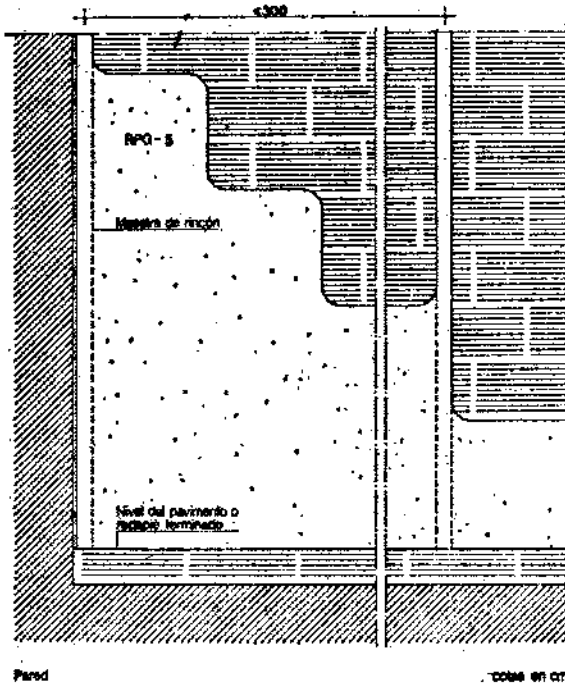 ≤300
RPG-5
Maestra de rincón
Nivel del pavimento o
rodapié terminado
Pared
cotas en cm